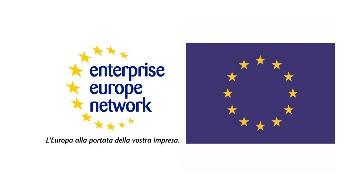 enterprise
europe
network
L'Europa alla portata della vostra impresa.